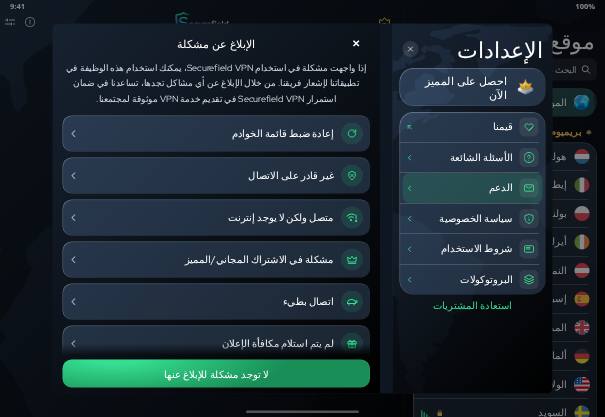 9:41
100%
Securefield
موقع
البحث
بريميوم
الإعدادات
احصل على المميز
الآن
قيمنا
الأسئلة الشائعة
الدعم
سياسة الخصوصية
شروط الاستخدام
البروتوكولات
استعادة المشتريات
الإبلاغ عن مشكلة
إذا واجهت مشكلة في استخدام Securefield VPN، يمكنك استخدام هذه الوظيفة في
تطبيقاتنا لإشعار فريقنا. من خلال الإبلاغ عن أي مشاكل تجدها، تساعدنا في ضمان
استمرار Securefield VPN في تقديم خدمة VPN موثوقة لمجتمعنا.
إعادة ضبط قائمة الخوادم
غير قادر على الاتصال
متصل ولكن لا يوجد إنترنت
مشكلة في الاشتراك المجاني/المميز
اتصال بطيء
لم يتم استلام مكافأة الإعلان
لا توجد مشكلة للإبلاغ عنها
السويد